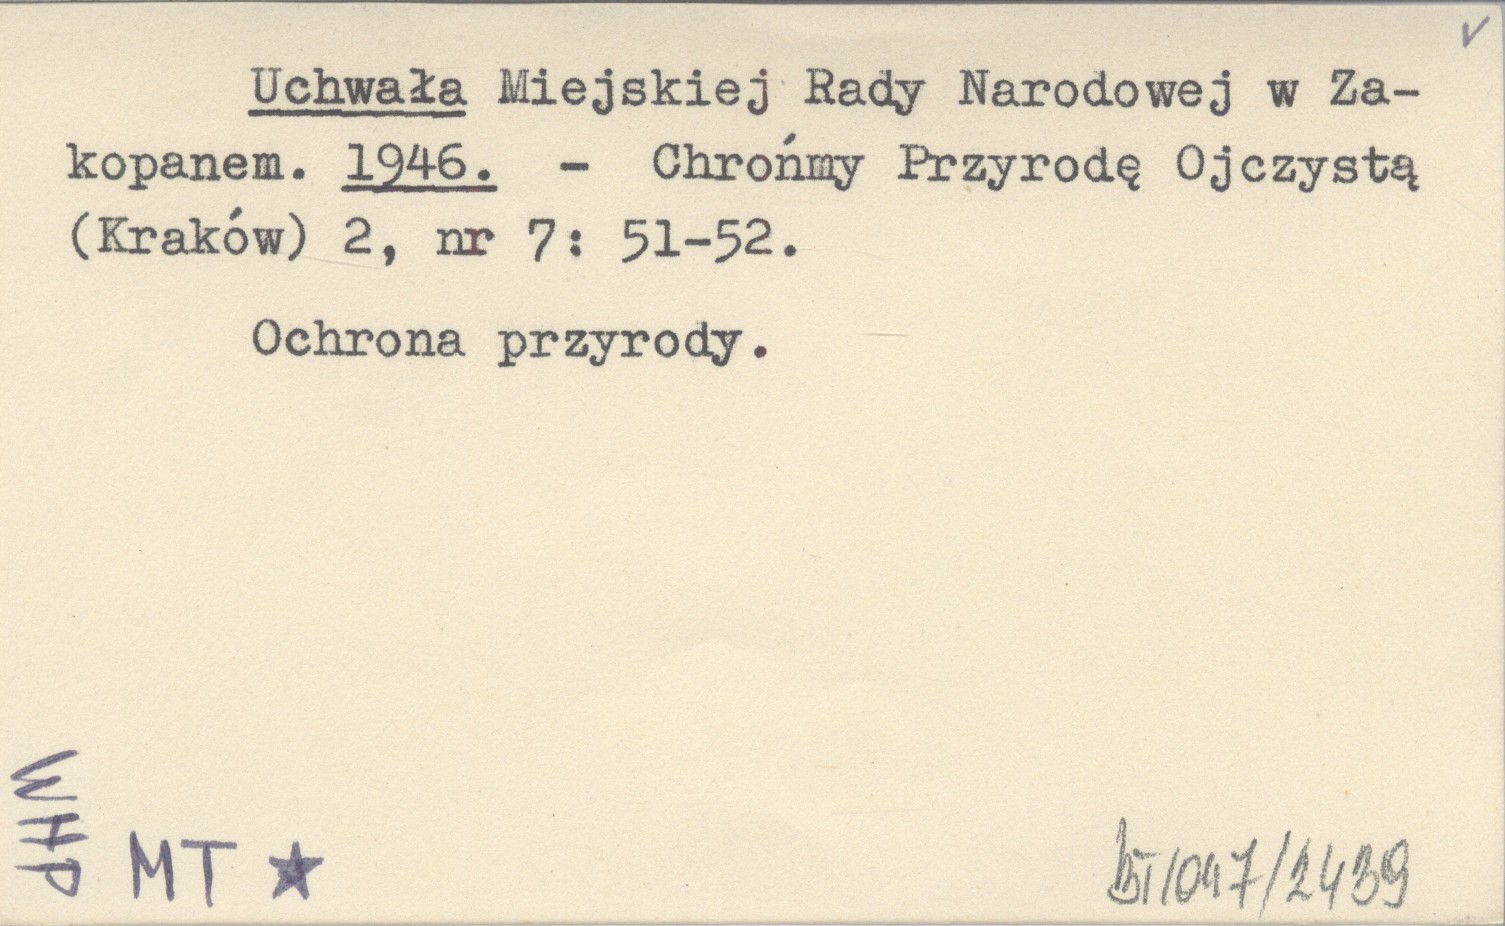 Uchwała Miejskiej Rady Narodowej w Za-
kopanem. 1946. - Chrońmy Przyrodę Ojczystą
(Kraków) 2, nr 7: 51-52.
Ochrona przyrody.
WHP
MT ★
/047/2439